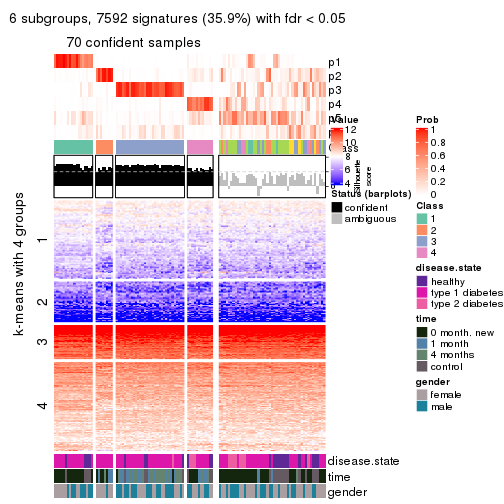 6 subgroups, 7592 signatures (35.9%) with fdr < 0.05
70 confident samples
p1
p2
p3
p4
Value
12
10
8
6
4
Prob
1
0.8
0.6
0.4
0.2
0
silhouette
score
Status (barplots)
confident
ambiguous
Class
1
2
3
4
disease.state
healthy
type 1 diabetes
type 2 diabetes
time
0 month. new
1 month
4 months
control
gender
female
male
k-means with 4 groups
1
2
3
4
disease.state
time
gender